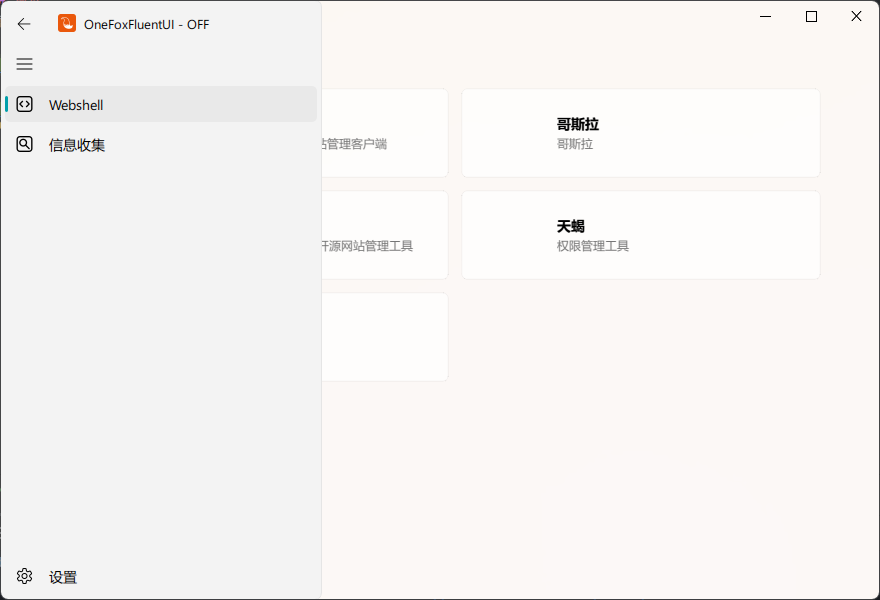 OneFoxFluentUI - OFF
Webshell
信息收集
站管理客户端
哥斯拉
哥斯拉
开源网站管理工具
天蝎
权限管理工具
设置